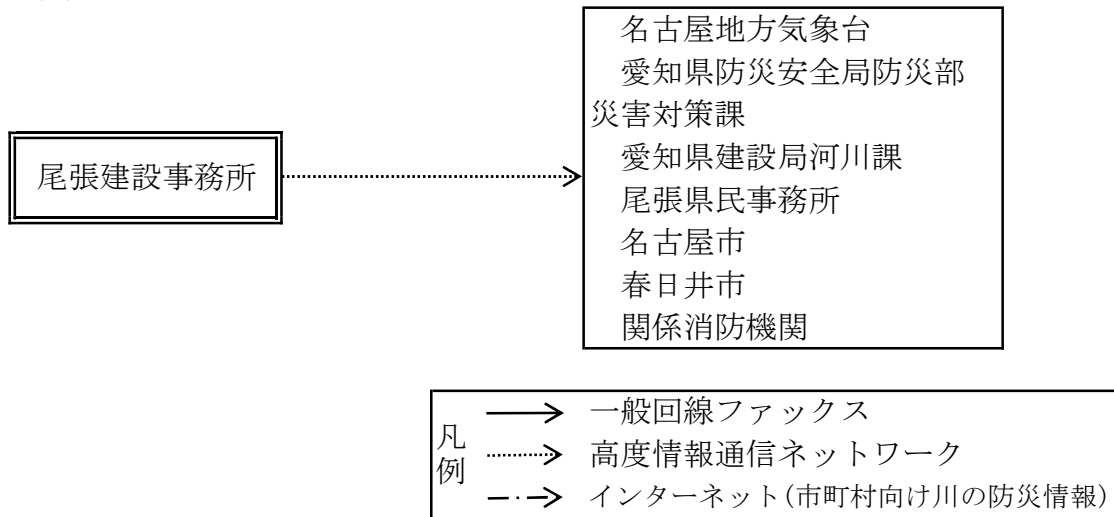 名古屋地方気象台
愛知県防災安全局防災部
災害対策課
愛知県建設局河川課
尾張県民事務所
名古屋市
春日井市
関係消防機関
尾張建設事務所
凡例
一般回線ファックス
高度情報通信ネットワーク
インターネット(市町村向け川の防災情報)